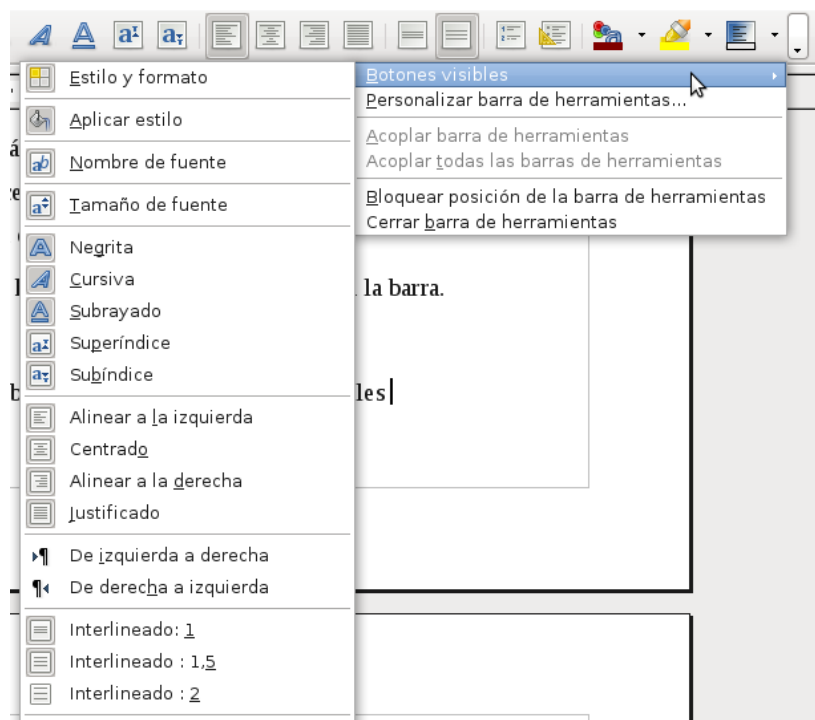 Botones visibles
Personalizar barra de herramientas...
Acoplar barra de herramientas
Acoplar todas las barras de herramientas
Bloquear posición de la barra de herramientas
Cerrar barra de herramientas
Estilo y formato
Aplicar estilo
Nombre de fuente
Tamaño de fuente
Negrita
Cursiva
Subrayado
Superíndice
Subíndice
Alinear a la izquierda
Centrado
Alinear a la derecha
Justificado
De izquierda a derecha
De derecha a izquierda
Interlineado: 1
Interlineado : 1,5
Interlineado : 2
la barra.
les